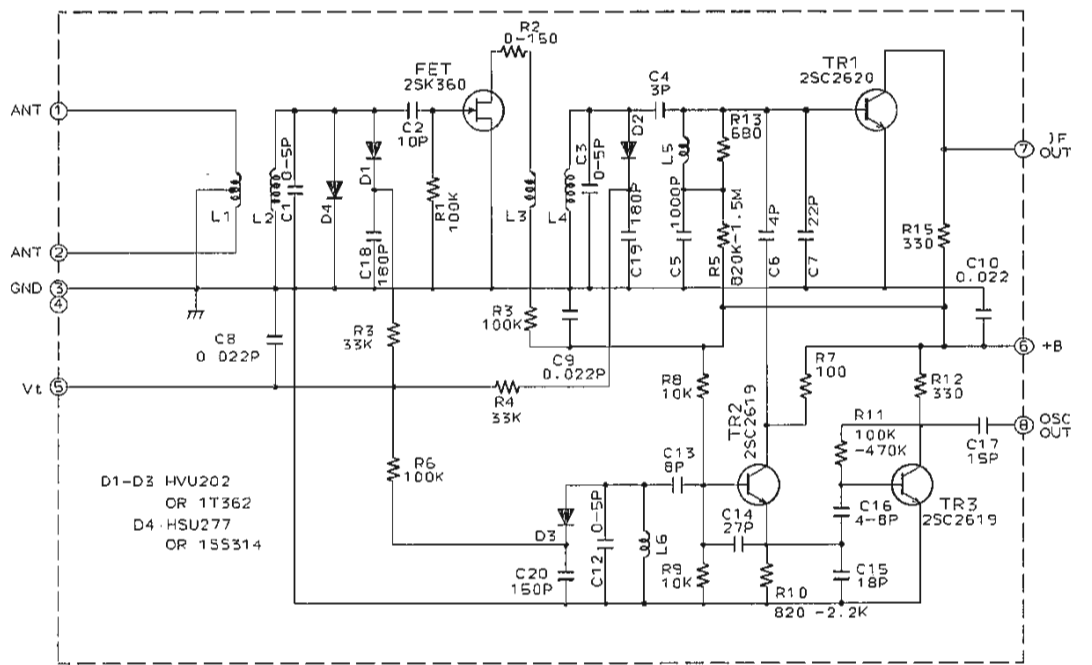 R2
0-150
FET
2SK360
TR1
2SC2620
ANT 1
C2
10P
C4
3P
D2
R13
680
IF
OUT
7
L1
L2
C1
0-5P
D4
D1
C18
180P
R1
100K
L3
L4
C3
0-5P
180P
C19
L5
1000P
C5
R5
820K-1.5M
4P
C6
22P
C7
R15
330
C10
0.022
ANT 2
GND 3
4
C8
0 022P
R3
33K
R3
100K
C9
0.022P
6 +B
Vt 5
R4
33K
R8
10K
R7
100
R12
330
TR2
2SC2619
R11
100K
-470K
8 OSC
OUT
C17
15P
R6
100K
C13
8P
D1-D3 HVU202
OR 1T362
D4 HSU277
OR 1SS314
D3
0-5P
C12
L6
C14
27P
C16
4-8P
TR3
2SC2619
C20
150P
R9
10K
R10
820 -2.2K
C15
18P